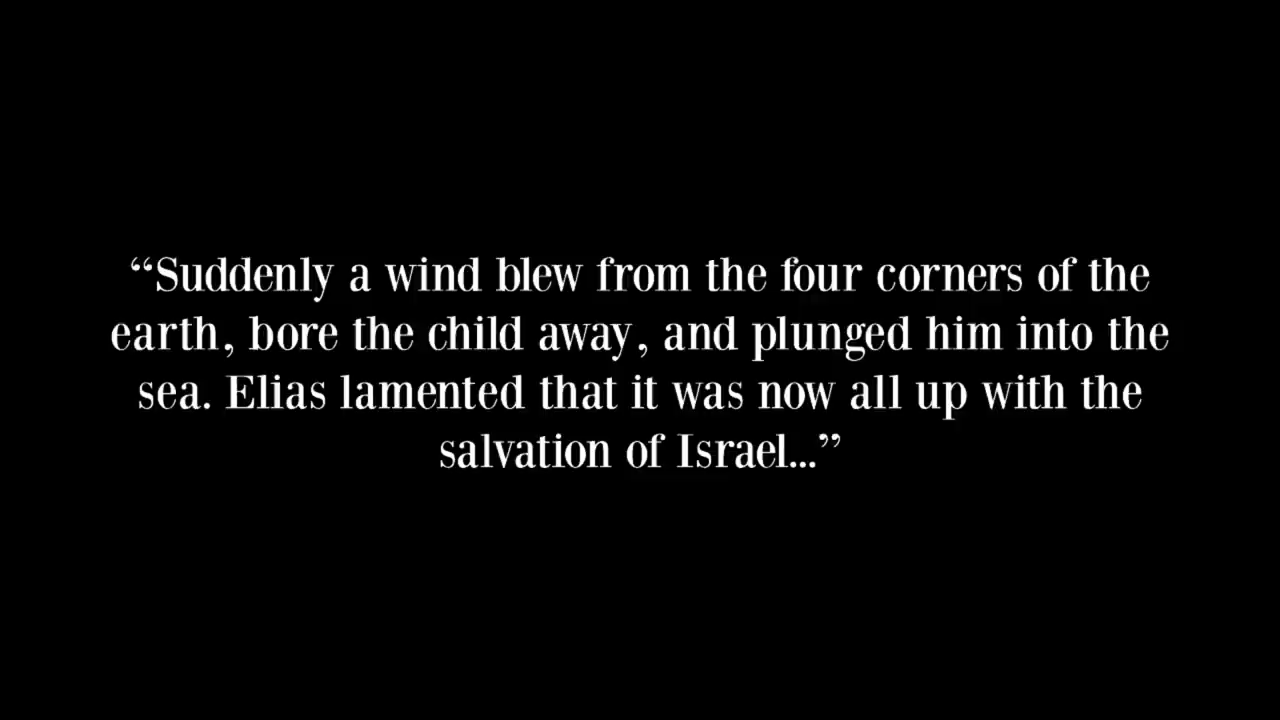 “Suddenly a wind blew from the four corners of the
earth, bore the child away, and plunged him into the
sea. Elias lamented that it was now all up with the
salvation of Israel...”